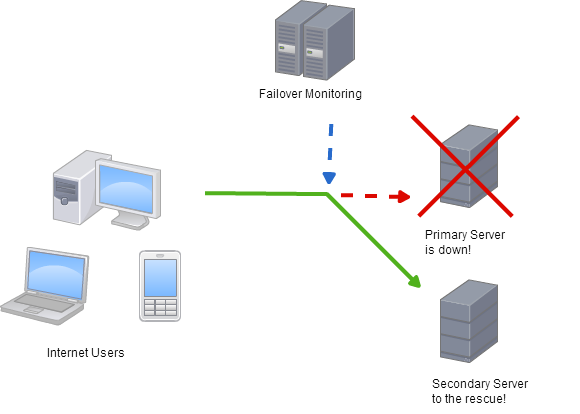 Failover Monitoring
Primary Server
is down!
Internet Users
Secondary Server
to the rescue!